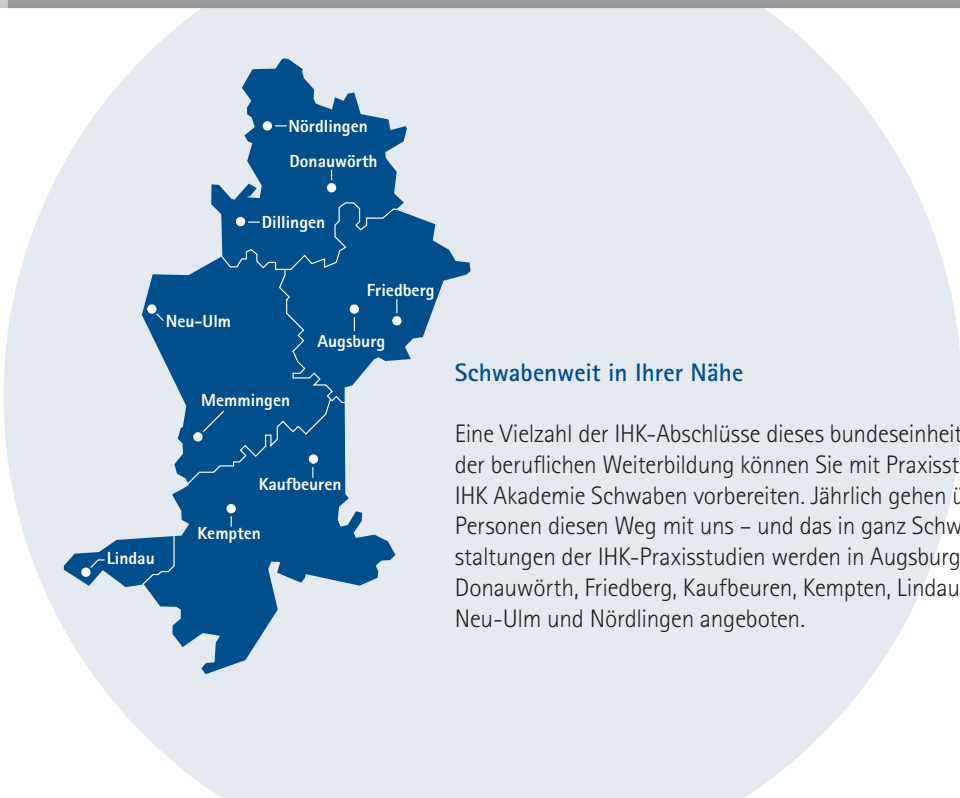 Nördlingen
Donauwörth
Dillingen
Friedberg
Neu-Ulm
Augsburg
Memmingen
Kaufbeuren
Kempten
Lindau
Schwabenweit in Ihrer Nähe
Eine Vielzahl der IHK-Abschlüsse dieses bundeseinheit
der beruflichen Weiterbildung können Sie mit Praxisst
IHK Akademie Schwaben vorbereiten. Jährlich gehen ü
Personen diesen Weg mit uns – und das in ganz Schw
staltungen der IHK-Praxisstudien werden in Augsburg
Donauwörth, Friedberg, Kaufbeuren, Kempten, Lindau
Neu-Ulm und Nördlingen angeboten.